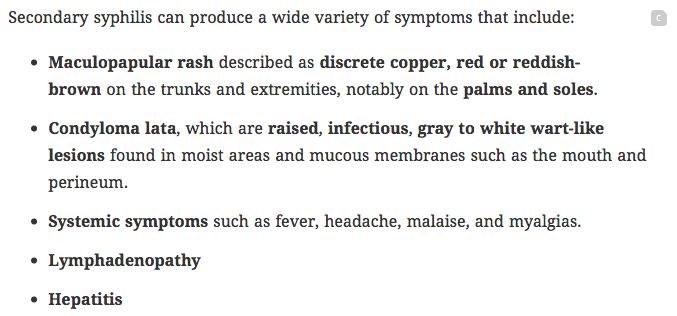 Secondary syphilis can produce a wide variety of symptoms that include:
C
• Maculopapular rash described as discrete copper, red or reddish-
brown on the trunks and extremities, notably on the palms and soles.
• Condyloma lata, which are raised, infectious, gray to white wart-like
lesions found in moist areas and mucous membranes such as the mouth and
perineum.
• Systemic symptoms such as fever, headache, malaise, and myalgias.
• Lymphadenopathy
• Hepatitis